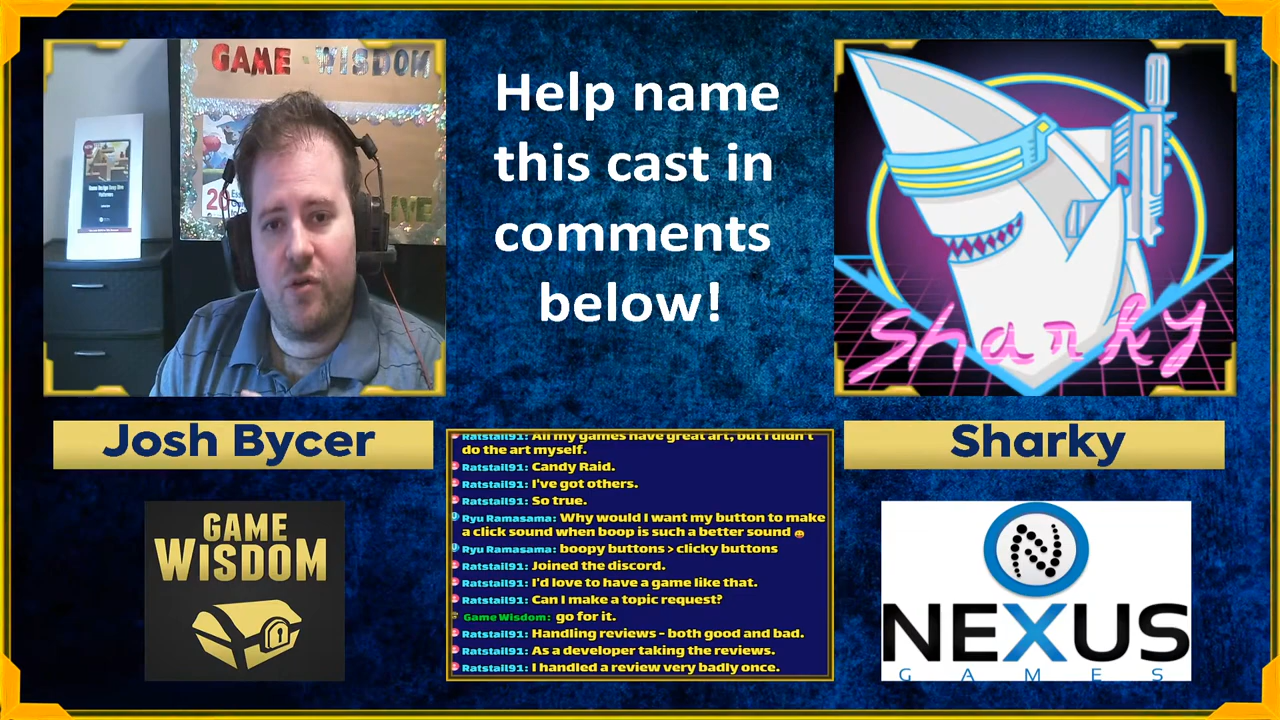 GAME WISDOM
20
LIVE
Help name
this cast in
comments
below!
Sharky
Josh Bycer
Sharky
Ratstail91: All my games have great art, but I didn't
do the art myself.
Ratstail91: Candy Raid.
Ratstail91: I've got others.
Ratstail91: So true.
Ryu Ramasama: Why would I want my button to make
a click sound when boop is such a better sound
Ryu Ramasama: boopy buttons > clicky buttons
Ratstail91: Joined the discord.
Ratstail91: I'd love to have a game like that.
Ratstail91: Can I make a topic request?
Game Wisdom: go for it.
Ratstail91: Handling reviews - both good and bad.
Ratstail91: As a developer taking the reviews.
Ratstail91: I handled a review very badly once.
GAME
WISDOM
NEXUS
GAMES